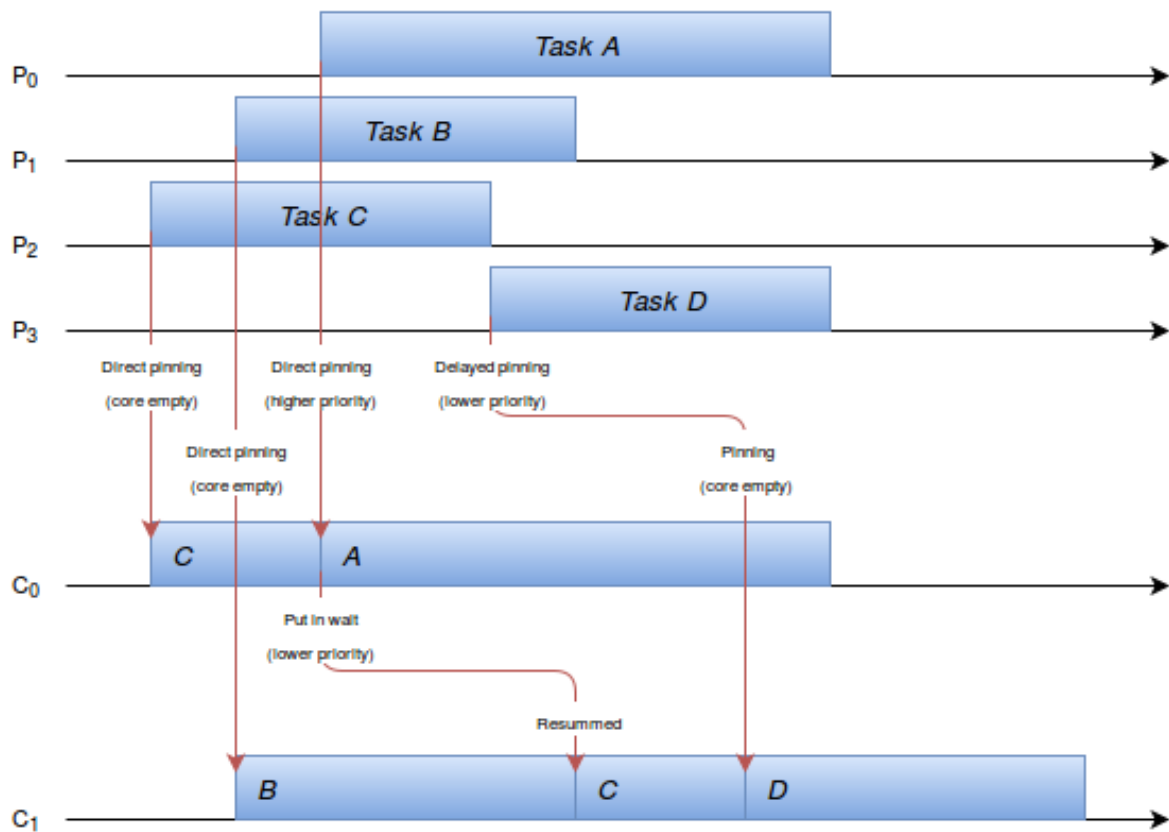 Task A
P0
Task B
P1
Task C
P2
Task D
P3
Direct pinning
(core empty)
Direct pinning
(higher priority)
Delayed pinning
(lower priority)
Direct pinning
(core empty)
Pinning
(core empty)
C
A
C0
Put in wait
(lower priority)
Resummed
B
C
D
C1